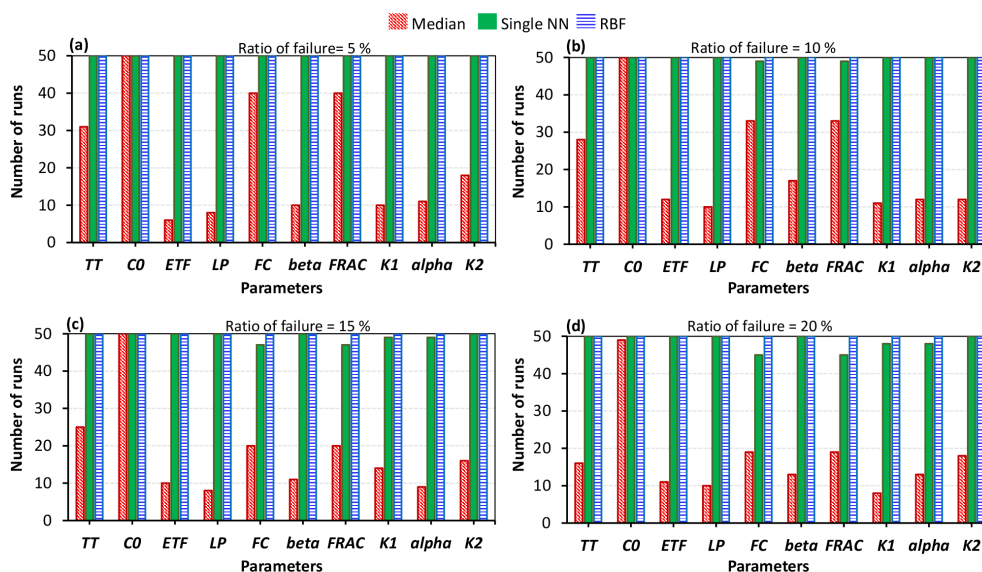 Median Single NN RBF
(a) Ratio of failure= 5 %
Number of runs
50
40
30
20
10
0
TT C0 ETF LP FC beta FRAC K1 alpha K2
Parameters
(b) Ratio of failure = 10 %
Number of runs
50
40
30
20
10
0
TT C0 ETF LP FC beta FRAC K1 alpha K2
Parameters
(c) Ratio of failure = 15 %
Number of runs
50
40
30
20
10
0
TT C0 ETF LP FC beta FRAC K1 alpha K2
Parameters
(d) Ratio of failure = 20 %
Number of runs
50
40
30
20
10
0
TT C0 ETF LP FC beta FRAC K1 alpha K2
Parameters